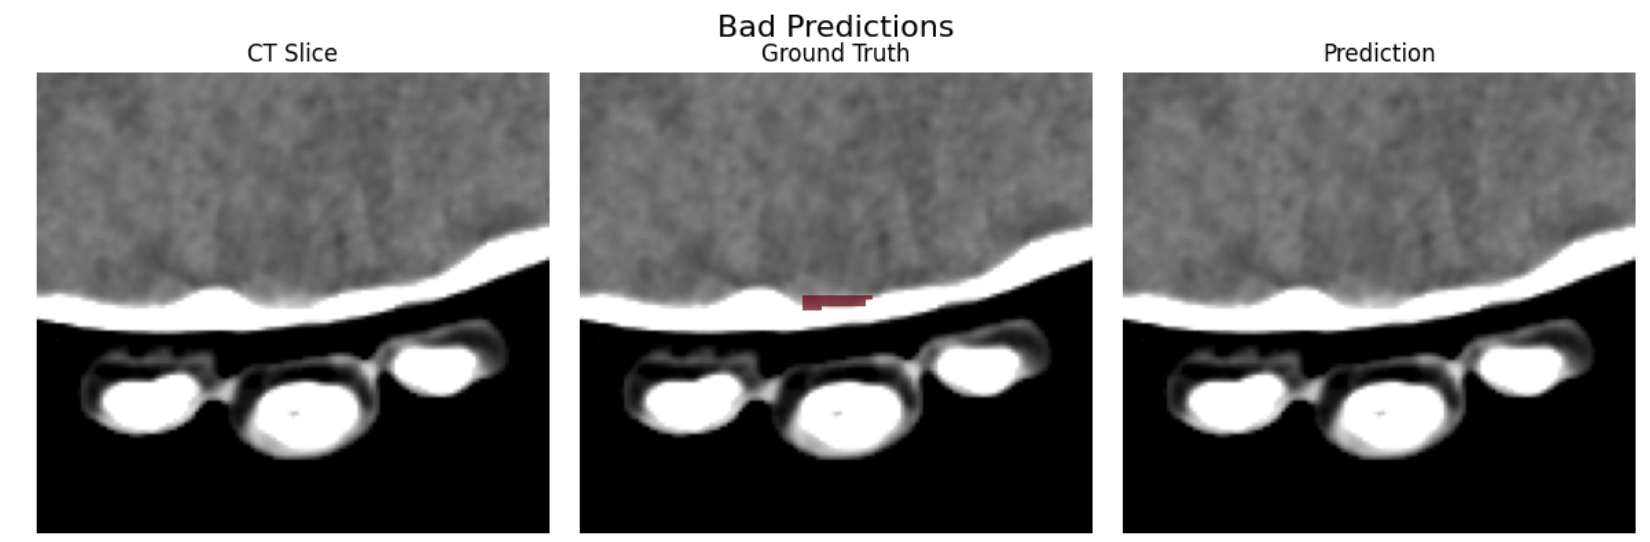 Bad Predictions
CT Slice
Ground Truth
Prediction